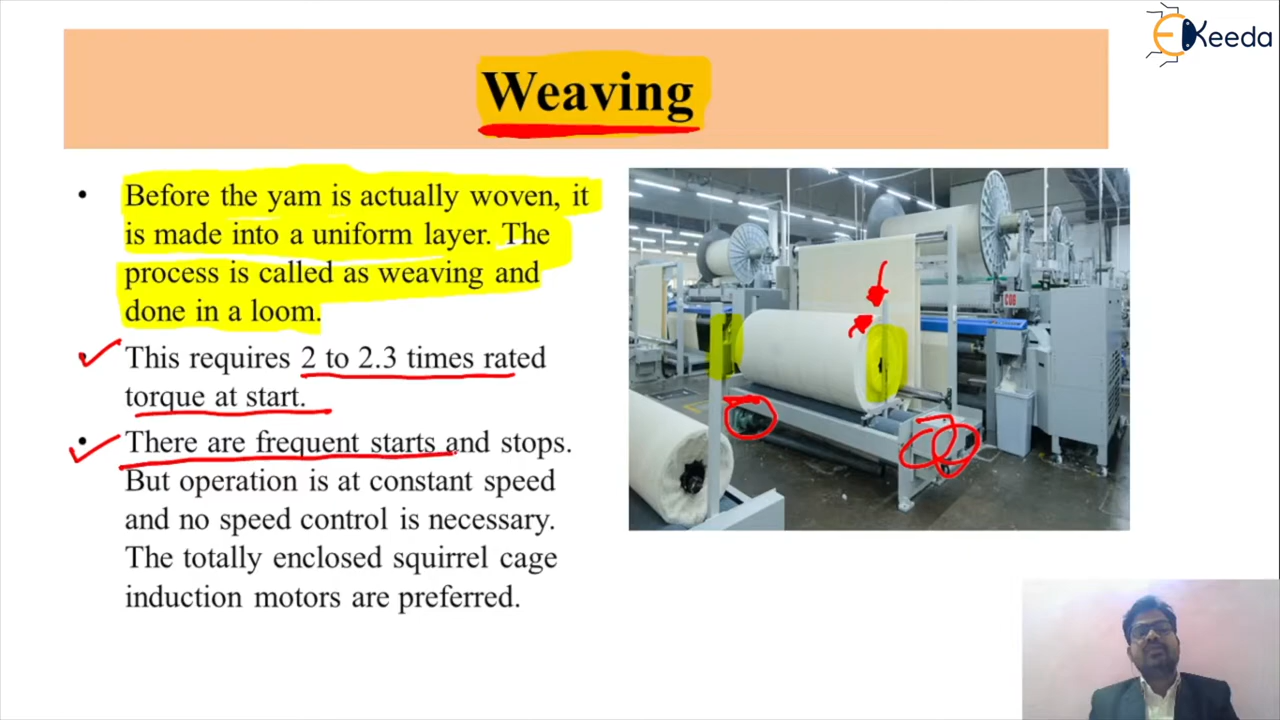 EKeeda
Weaving
• Before the yam is actually woven, it
is made into a uniform layer. The
process is called as weaving and
done in a loom.
• This requires 2 to 2.3 times rated
torque at start.
• There are frequent starts and stops.
But operation is at constant speed
and no speed control is necessary.
The totally enclosed squirrel cage
induction motors are preferred.
C06